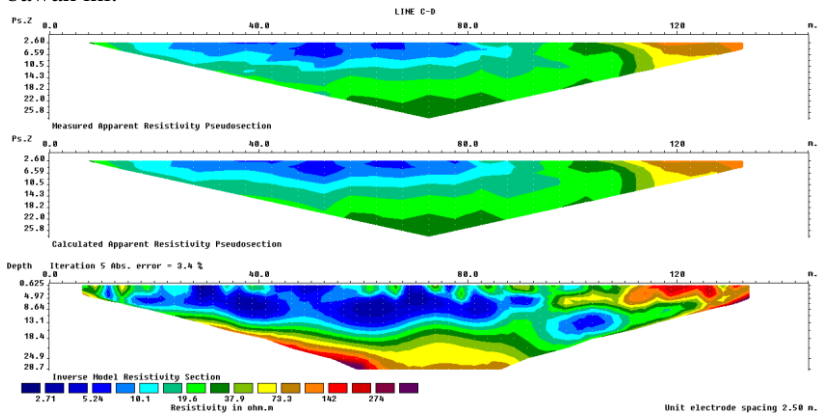 LINE C-D
Ps.Z 0.0 40.0 80.0 120 m.
2.60
6.59
10.5
14.3
18.2
22.0
25.8
Measured Apparent Resistivity Pseudosection
Ps.Z 0.0 40.0 80.0 120 m.
2.60
6.59
10.5
14.3
18.2
22.0
25.8
Calculated Apparent Resistivity Pseudosection
Depth Iteration 5 Abs. error = 3.4 %
0.0 40.0 80.0 120 m.
0.625
4.97
8.64
13.1
18.4
24.9
28.7
Inverse Model Resistivity Section
2.71 5.24 10.1 19.6 37.9 73.3 142 274
Resistivity in ohm.m
Unit electrode spacing 2.50 m.